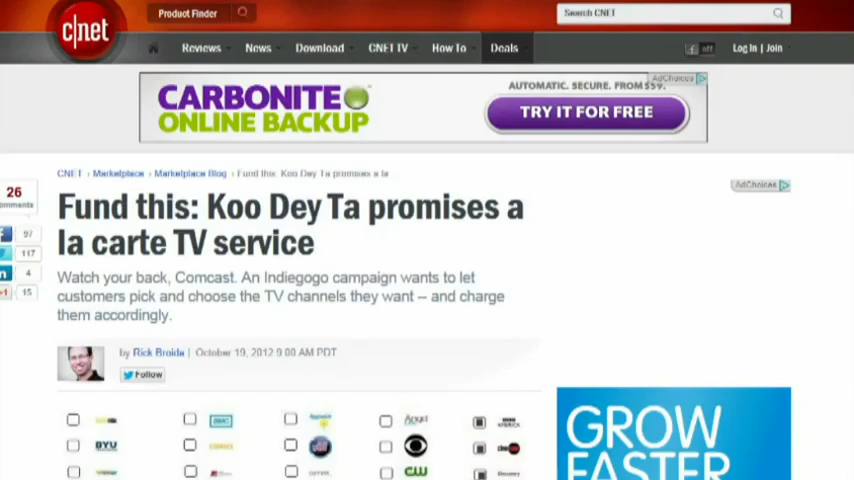 Product Finder
Search CNET
c|net
Reviews News Download CNET TV How To Deals
f off
Log In | Join
CARBONITE
ONLINE BACKUP
AUTOMATIC. SECURE. FROM $59.
AdChoices
TRY IT FOR FREE
CNET › Marketplace › Marketplace Blog › Fund this: Koo Dey Ta promises a la ...
AdChoices
26
omments
97
117
4
15
Fund this: Koo Dey Ta promises a
la carte TV service
Watch your back, Comcast. An Indiegogo campaign wants to let
customers pick and choose the TV channels they want -- and charge
them accordingly.
by Rick Broida | October 19, 2012 9:00 AM PDT
Follow
BYU
CW
GROW
FASTER